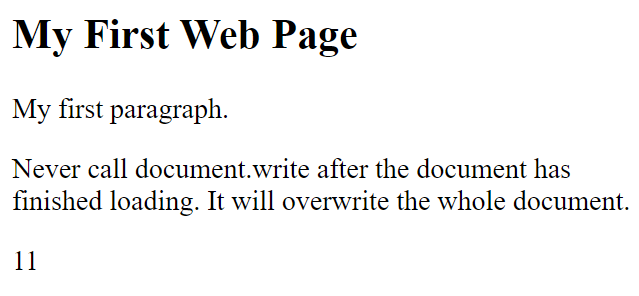 My First Web Page
My first paragraph.
Never call document.write after the document has
finished loading. It will overwrite the whole document.
11